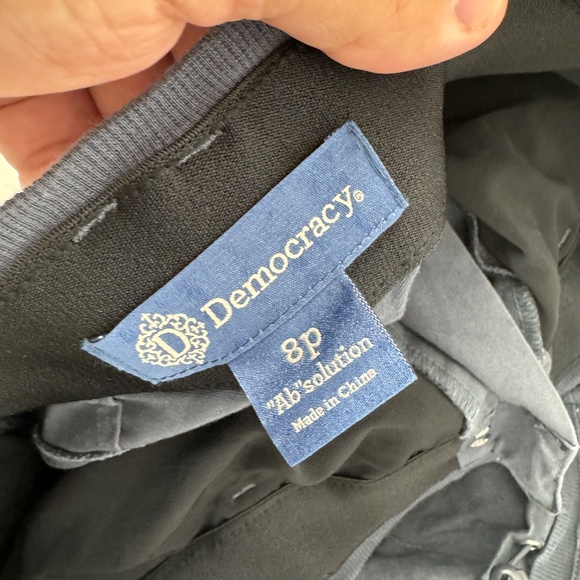 D
Democracy®
8p
"Ab"solution
Made in China